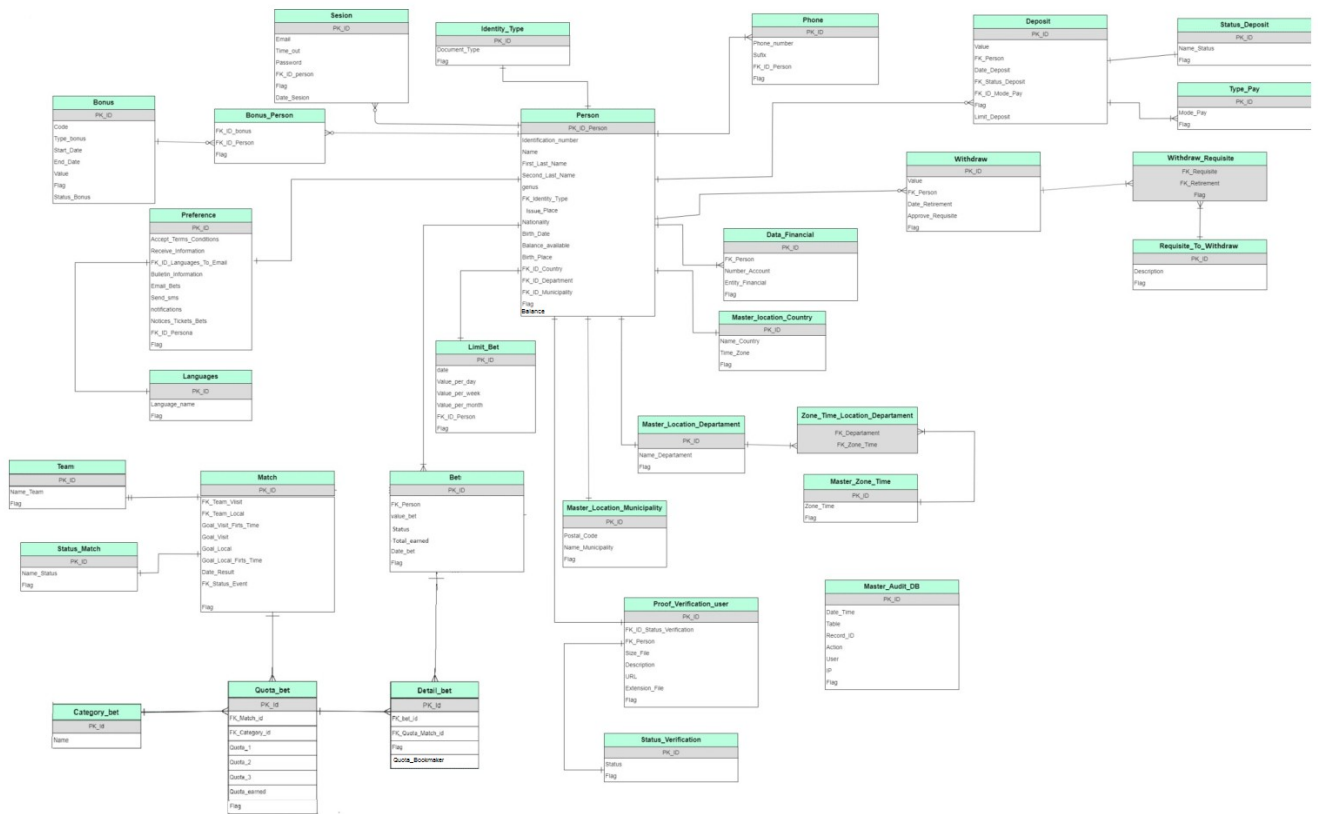 Sesion
PK_ID
Email
Time_out
Password
FK_ID_person
Flag
Date_Sesion
Identity_Type
PK_ID
Document_Type
Flag
Phone
PK_ID
Phone_number
Sufix
FK_ID_Person
Flag
Deposit
PK_ID
Value
FK_Person
Date_Deposit
FK_Status_Deposit
FK_ID_Mode_Pay
Flag
Limit_Deposit
Status_Deposit
PK_ID
Name_Status
Flag
Type_Pay
PK_ID
Mode_Pay
Flag
Bonus
PK_ID
Code
Type_bonus
Start_Date
End_Date
Value
Flag
Status_Bonus
Bonus_Person
FK_ID_bonus
FK_ID_Person
Flag
Person
PK_ID_Person
Identification_number
Name
First_Last_Name
Second_Last_Name
genus
FK_Identity_Type
Issue_Place
Nationality
Birth_Date
Balance_available
Birth_Place
FK_ID_Country
FK_ID_Department
FK_ID_Municipality
Flag
Balance
Withdraw
PK_ID
Value
FK_Person
Date_Retirement
Approve_Requisite
Flag
Withdraw_Requisite
FK_Requisite
FK_Retirement
Flag
Requisite_To_Withdraw
PK_ID
Description
Flag
Preference
PK_ID
Accept_Terms_Conditions
Receive_Information
FK_ID_Languages_To_Email
Bulletin_Information
Email_Bets
Send_sms
notifications
Notices_Tickets_Bets
FK_ID_Persona
Flag
Data_Financial
PK_ID
FK_Person
Number_Account
Entity_Financial
Flag
Master_location_Country
PK_ID
Name_Country
Time_Zone
Flag
Limit_Bet
PK_ID
date
Value_per_day
Value_per_week
Value_per_month
FK_ID_Person
Flag
Languages
PK_ID
Language_name
Flag
Master_Location_Departament
PK_ID
Name_Departament
Flag
Zone_Time_Location_Departament
FK_Departament
FK_Zone_Time
Master_Zone_Time
PK_ID
Zone_Time
Flag
Team
PK_ID
Name_Team
Flag
Match
PK_ID
FK_Team_Visit
FK_Team_Local
Goal_Visit_Firts_Time
Goal_Visit
Goal_Local
Goal_Local_Firts_Time
Date_Result
FK_Status_Event
Flag
Bet
PK_ID
FK_Person
value_bet
Status
Total_earned
Date_bet
Flag
Master_Location_Municipality
PK_ID
Postal_Code
Name_Municipality
Flag
Status_Match
PK_ID
Name_Status
Flag
Master_Audit_DB
PK_ID
Date_Time
Table
Record_ID
Action
User
IP
Flag
Proof_Verification_user
PK_ID
FK_ID_Status_Verification
FK_Person
Size_File
Description
URL
Extension_File
Flag
Quota_bet
PK_Id
FK_Match_id
FK_Category_id
Quota_1
Quota_2
Quota_3
Quota_earned
Flag
Detail_bet
PK_Id
FK_bet_id
FK_Quota_Match_id
Flag
Quota_Bookmaker
Category_bet
PK_Id
Name
Status_Verification
PK_ID
Status
Flag